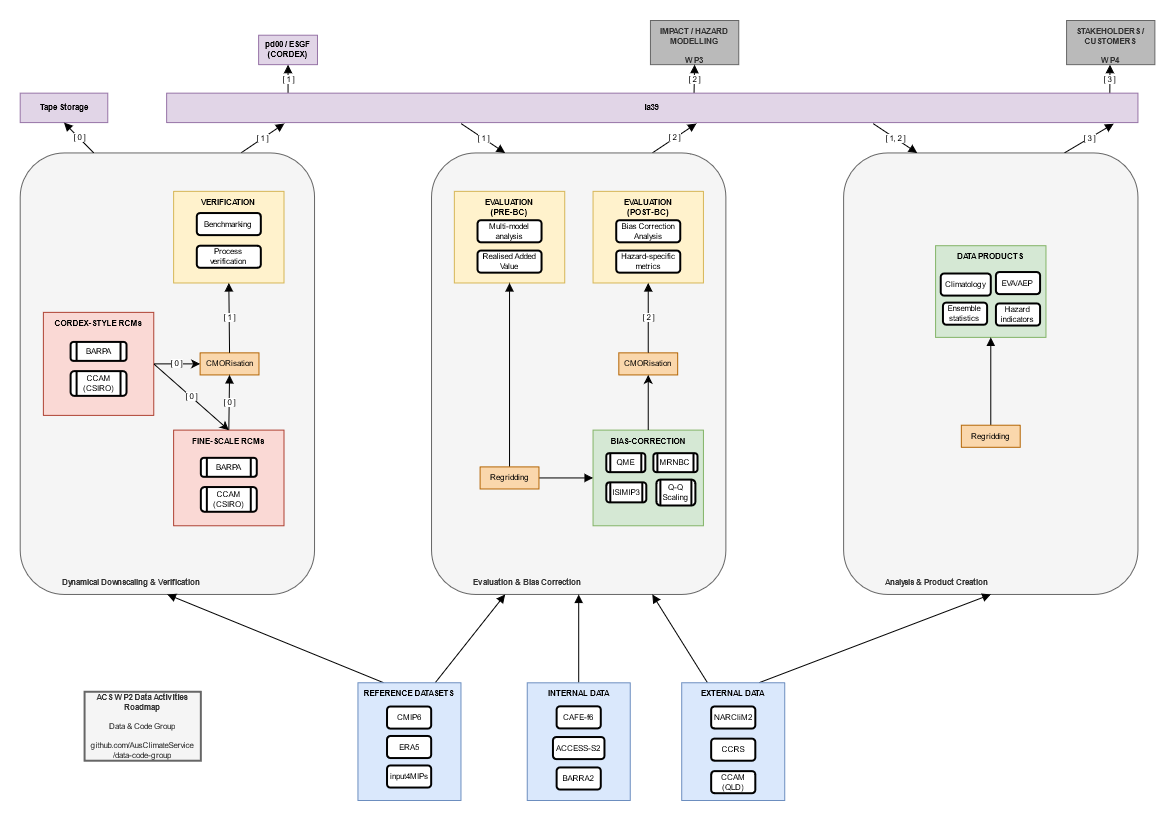 pd00 / ESGF
(CORDEX)
IMPACT / HAZARD
MODELLING
WP3
STAKEHOLDERS /
CUSTOMERS
WP4
[ 1 ]
[ 2 ]
[ 3 ]
Tape Storage
ia39
[ 0 ]
[ 1 ]
[ 1 ]
[ 2 ]
[ 1, 2 ]
[ 3 ]
VERIFICATION
Benchmarking
Process
verification
[ 1 ]
CORDEX-STYLE RCMs
BARPA
CCAM
(CSIRO)
[ 0 ]
CMORisation
[ 0 ]
[ 0 ]
FINE-SCALE RCMs
BARPA
CCAM
(CSIRO)
Dynamical Downscaling & Verification
EVALUATION
(PRE-BC)
Multi-model
analysis
Realised Added
Value
EVALUATION
(POST-BC)
Bias Correction
Analysis
Hazard-specific
metrics
[ 2 ]
CMORisation
Regridding
BIAS-CORRECTION
QME
MRNBC
ISIMIP3
Q-Q
Scaling
Evaluation & Bias Correction
DATA PRODUCTS
Climatology
EVA/AEP
Ensemble
statistics
Hazard
indicators
Regridding
Analysis & Product Creation
ACS WP2 Data Activities
Roadmap
Data & Code Group
github.com/AusClimateService
/data-code-group
REFERENCE DATASETS
CMIP6
ERA5
input4MIPs
INTERNAL DATA
CAFE-f6
ACCESS-S2
BARRA2
EXTERNAL DATA
NARCliM2
CCRS
CCAM
(QLD)